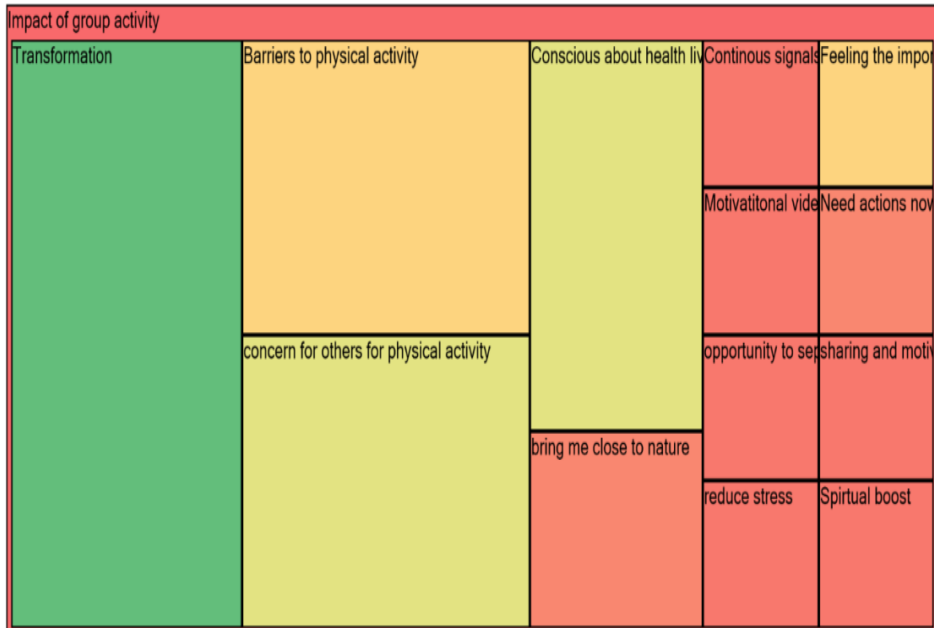 Impact of group activity
Transformation
Barriers to physical activity
Conscious about health liv
Continous signals
Feeling the impor
Motivatitonal vide
Need actions now
concern for others for physical activity
opportunity to sep
sharing and motiv
bring me close to nature
reduce stress
Spirtual boost